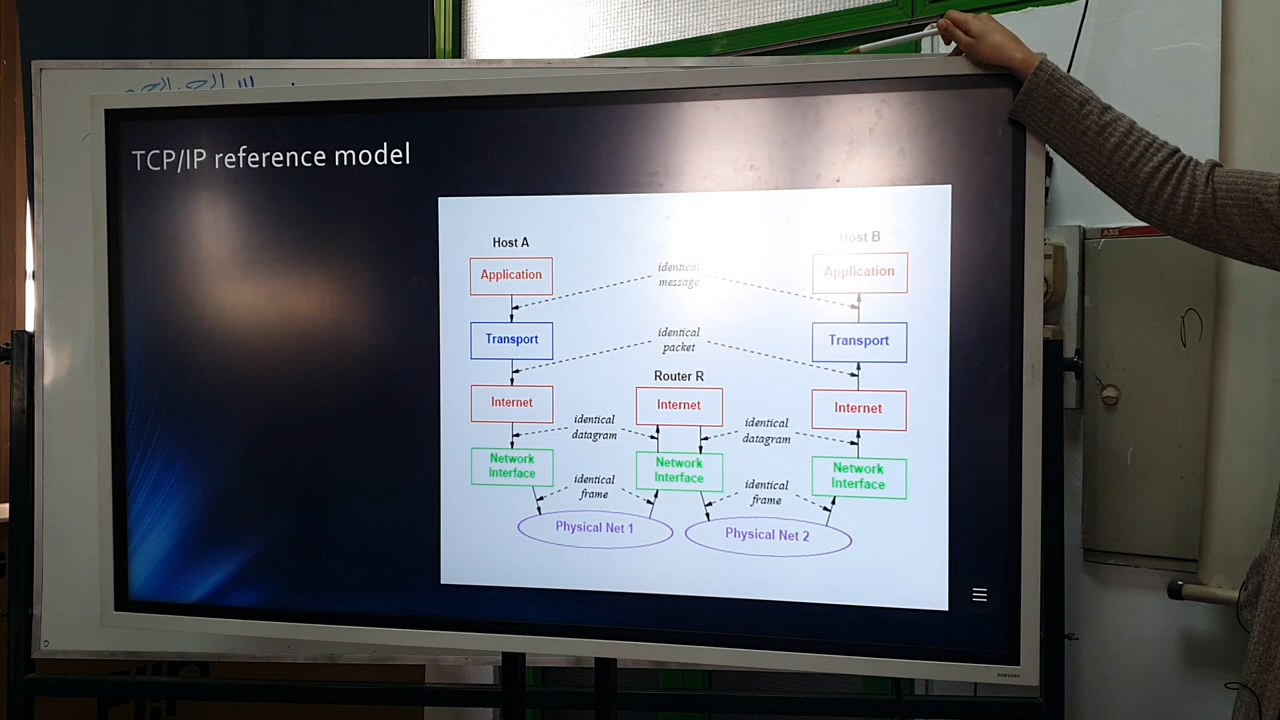 TCP/IP reference model
Host A
Host B
Application
identical
message
Application
Transport
identical
packet
Transport
Router R
Internet
Internet
Internet
identical
datagram
identical
datagram
Network
Interface
Network
Interface
Network
Interface
identical
frame
identical
frame
Physical Net 1
Physical Net 2
SAMSUNG